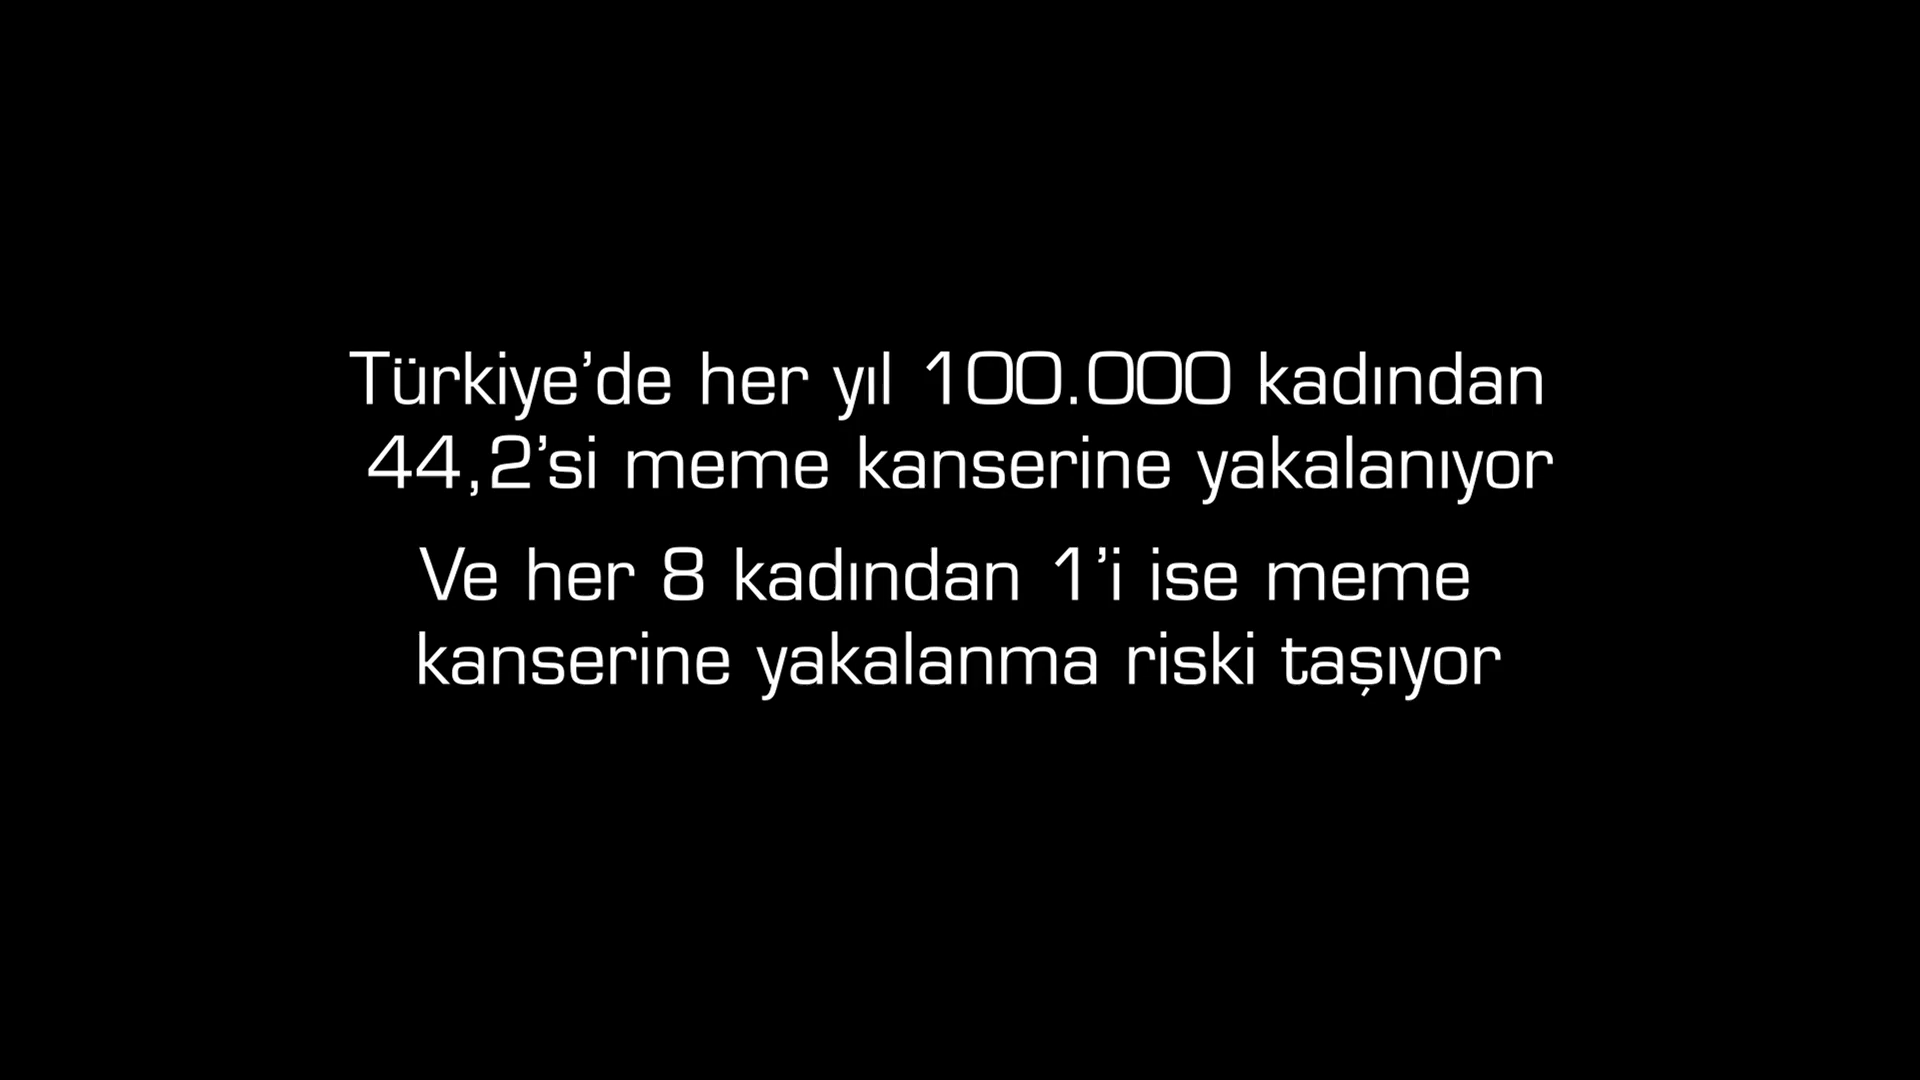 Türkiye’de her yıl 100.000 kadından
44,2’si meme kanserine yakalanıyor
Ve her 8 kadından 1’i ise meme
kanserine yakalanma riski taşıyor